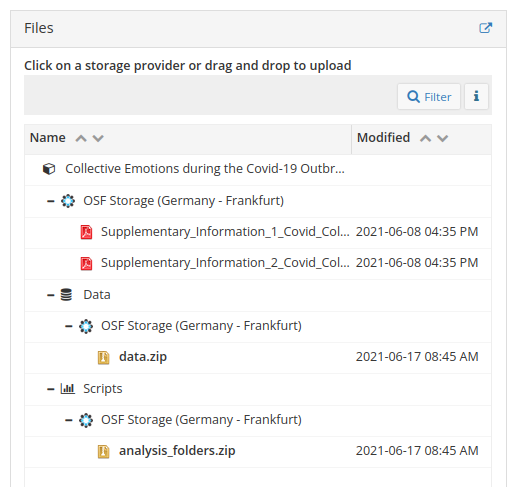 Files
Click on a storage provider or drag and drop to upload
Filter
Name Modified
Collective Emotions during the Covid-19 Outbr...
OSF Storage (Germany - Frankfurt)
Supplementary_Information_1_Covid_Col... 2021-06-08 04:35 PM
Supplementary_Information_2_Covid_Col... 2021-06-08 04:35 PM
Data
OSF Storage (Germany - Frankfurt)
data.zip 2021-06-17 08:45 AM
Scripts
OSF Storage (Germany - Frankfurt)
analysis_folders.zip 2021-06-17 08:45 AM